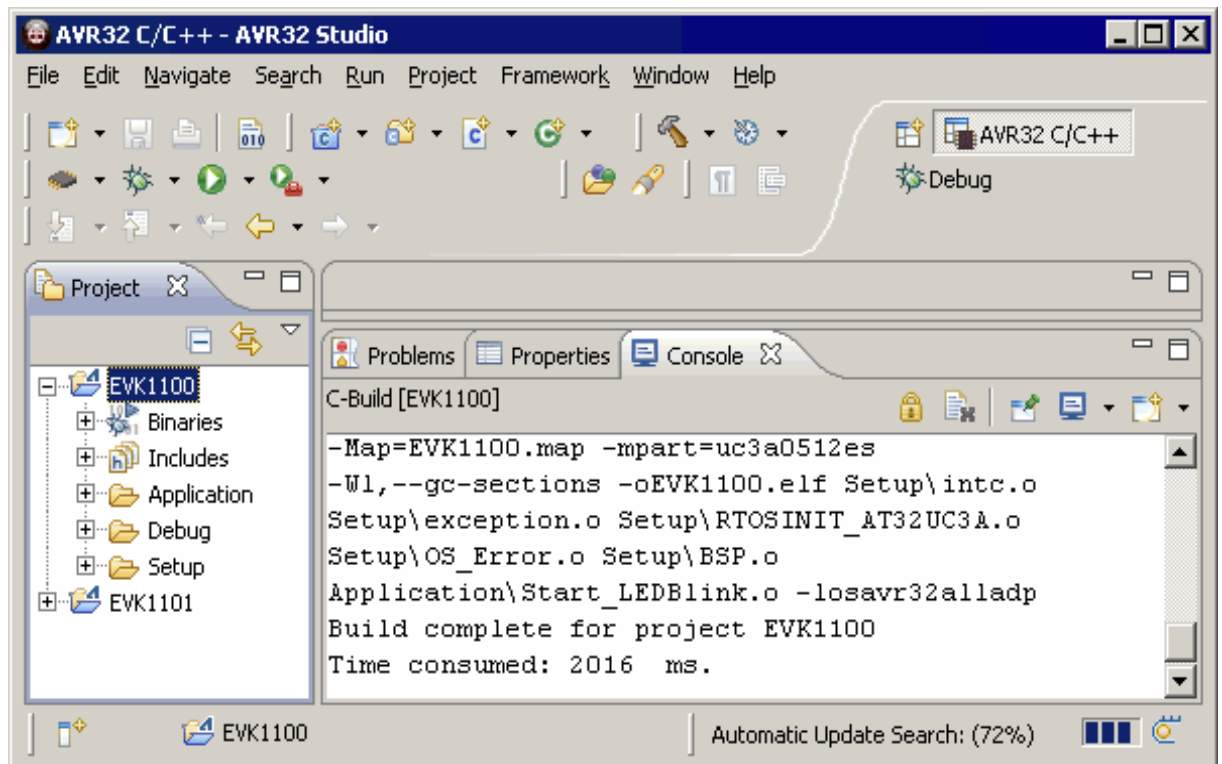 AVR32 C/C++ - AVR32 Studio
File Edit Navigate Search Run Project Framework Window Help
010
AVR32 C/C++
Debug
Project
EVK1100
Binaries
Includes
Application
Debug
Setup
EVK1101
Problems Properties Console
C-Build [EVK1100]
-Map=EVK1100.map -mpart=uc3a0512es
-Wl,--gc-sections -oEVK1100.elf Setup\intc.o
Setup\exception.o Setup\RTOSINIT_AT32UC3A.o
Setup\OS_Error.o Setup\BSP.o
Application\Start_LEDBlink.o -losavr32alladp
Build complete for project EVK1100
Time consumed: 2016  ms.
EVK1100
Automatic Update Search: (72%)